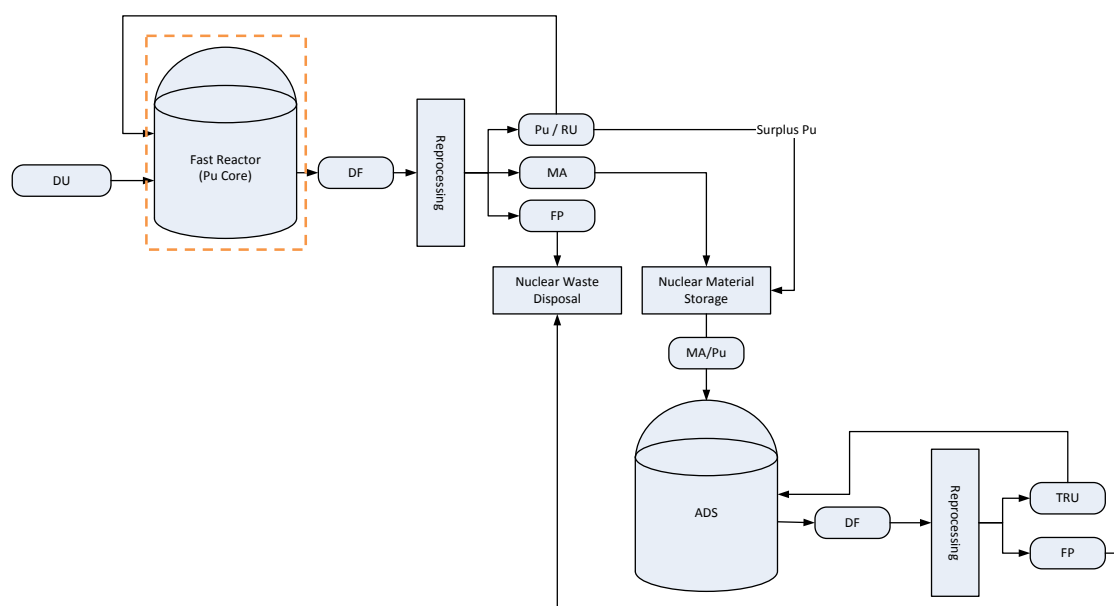 Pu / RU
Surplus Pu
Fast Reactor
(Pu Core)
Reprocessing
DF
MA
DU
FP
Nuclear Waste
Disposal
Nuclear Material
Storage
MA/Pu
ADS
DF
Reprocessing
TRU
FP